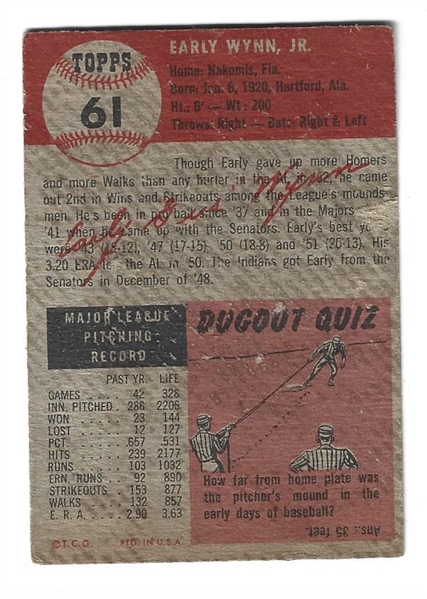 TOPPS
61
EARLY WYNN, JR.
Home: Nakomis, Fla.
Born: Jan. 6, 1920, Hartford, Ala.
Ht.: 6' — Wt: 200
Throws: Right — Bats: Right & Left
Though Early gave up more Homers
and more Walks than any hurler in the AL in '52, he came
out 2nd in Wins and Strikeouts among the League's mounds-
men. He's been in pro ball since '37 and in the Majors
'41 when he came up with the Senators. Early's best
were '43 (18-12), '47 (17-15), 50 (18-8) and '51 (20-13). His
3.20 ERA led the AL in '50. The Indians got Early from the
Senators in December of '48.
Early Wynn
MAJOR LEAGUE
PITCHING
RECORD
PAST YR. LIFE
GAMES 42 328
INN. PITCHED 286 2206
WON 23 144
LOST 12 127
PCT. .657 .531
HITS 239 2177
RUNS 103 1032
ERN RUNS 92 890
STRIKEOUTS 153 877
WALKS 132 857
E. R. A. 2.90 3.63
© T.C.G. PTD. IN U.S.A.
DUGOUT QUIZ
How far from home plate was
the pitcher's mound in the
early days of baseball?
Ans.: 35 feet.